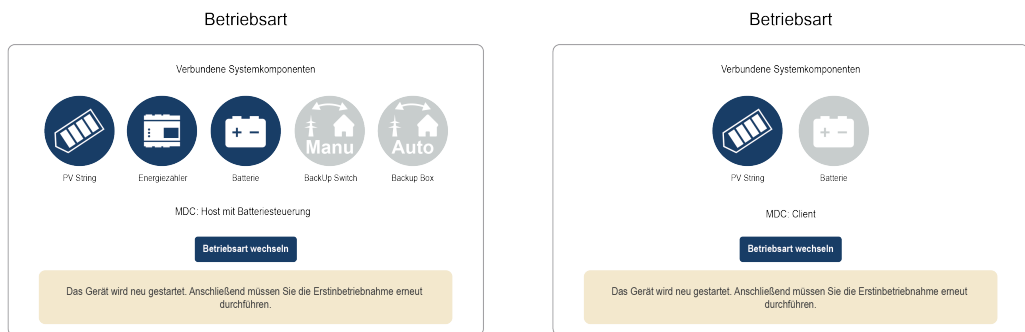 Betriebsart
Verbundene Systemkomponenten
Manu
Auto
PV String
Energiezähler
Batterie
BackUp Switch
Backup Box
MDC: Host mit Batteriesteuerung
Betriebsart wechseln
Das Gerät wird neu gestartet. Anschließend müssen Sie die Erstinbetriebnahme erneut
durchführen.
Betriebsart
Verbundene Systemkomponenten
PV String
Batterie
MDC: Client
Betriebsart wechseln
Das Gerät wird neu gestartet. Anschließend müssen Sie die Erstinbetriebnahme erneut
durchführen.